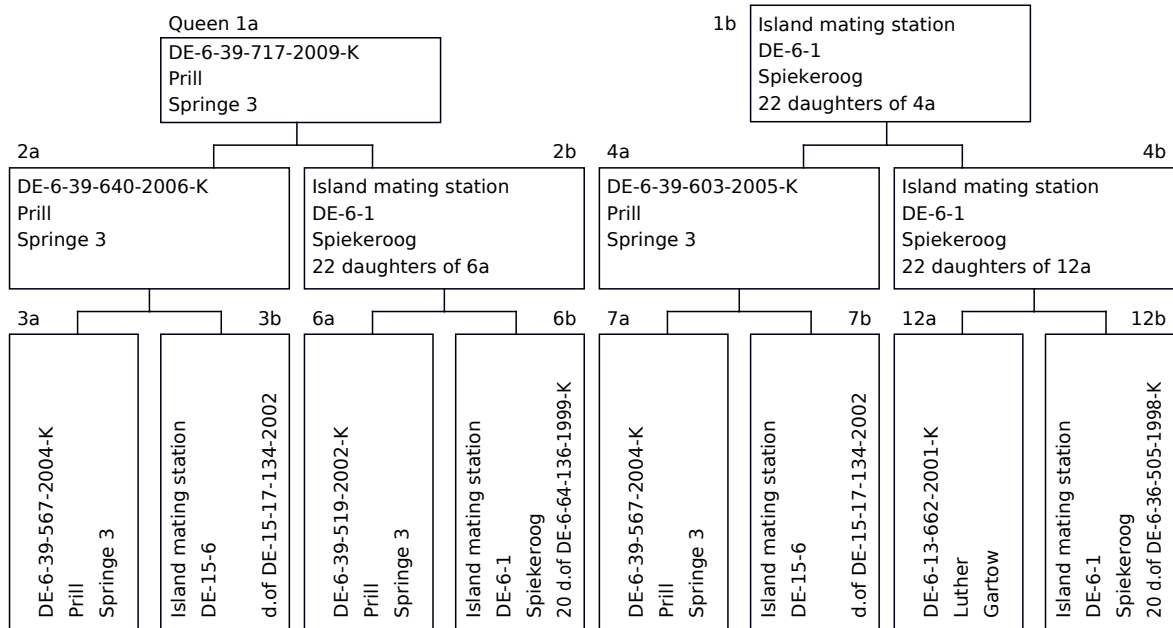 Queen 1a
DE-6-39-717-2009-K
Prill
Springe 3
1b
Island mating station
DE-6-1
Spiekeroog
22 daughters of 4a
2a
DE-6-39-640-2006-K
Prill
Springe 3
2b
Island mating station
DE-6-1
Spiekeroog
22 daughters of 6a
4a
DE-6-39-603-2005-K
Prill
Springe 3
4b
Island mating station
DE-6-1
Spiekeroog
22 daughters of 12a
3a
DE-6-39-567-2004-K
Prill
Springe 3
3b
Island mating station
DE-15-6
d.of DE-15-17-134-2002
6a
DE-6-39-519-2002-K
Prill
Springe 3
6b
Island mating station
DE-6-1
Spiekeroog
20 d.of DE-6-64-136-1999-K
7a
DE-6-39-567-2004-K
Prill
Springe 3
7b
Island mating station
DE-15-6
d.of DE-15-17-134-2002
12a
DE-6-13-662-2001-K
Luther
Gartow
12b
Island mating station
DE-6-1
Spiekeroog
20 d.of DE-6-36-505-1998-K